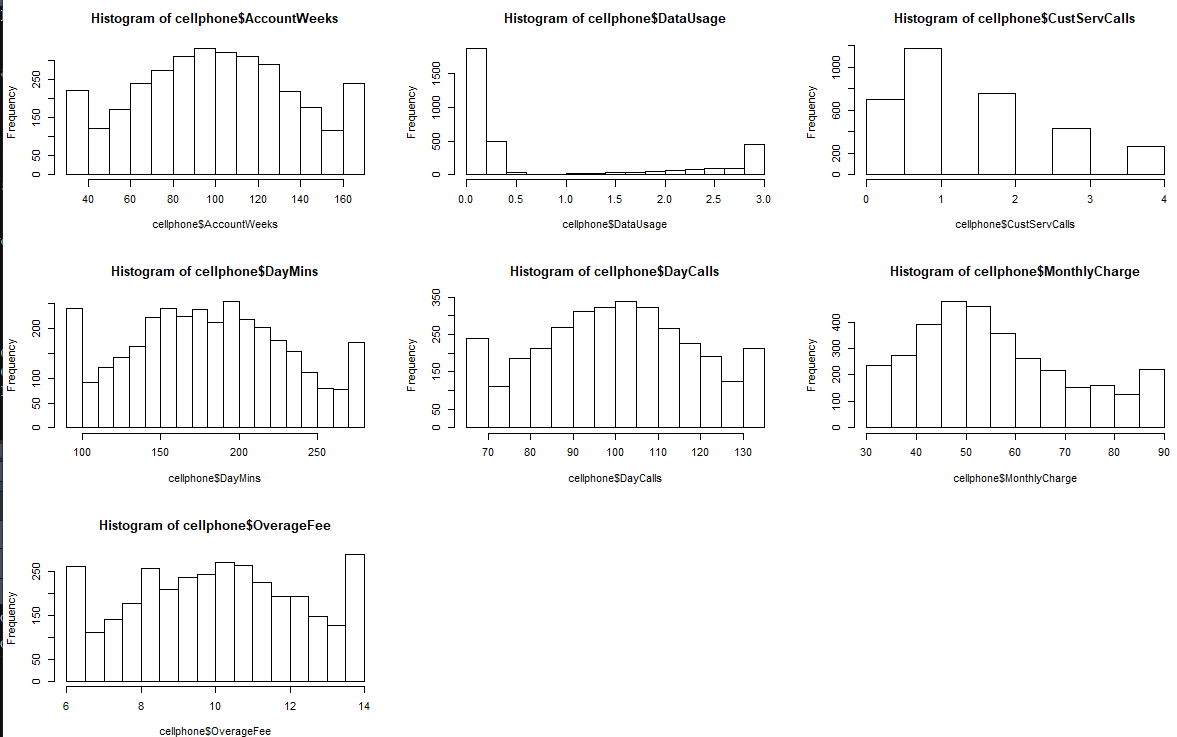 Histogram of cellphone$AccountWeeks
Frequency
50
150
250
40 60 80 100 120 140 160
cellphone$AccountWeeks
Histogram of cellphone$DataUsage
Frequency
0
500
1000
1500
0.0 0.5 1.0 1.5 2.0 2.5 3.0
cellphone$DataUsage
Histogram of cellphone$CustServCalls
Frequency
0
200
600
1000
0 1 2 3 4
cellphone$CustServCalls
Histogram of cellphone$DayMins
Frequency
0
50
100
200
100 150 200 250
cellphone$DayMins
Histogram of cellphone$DayCalls
Frequency
0
50
150
250
350
70 80 90 100 110 120 130
cellphone$DayCalls
Histogram of cellphone$MonthlyCharge
Frequency
0
100
200
300
400
30 40 50 60 70 80 90
cellphone$MonthlyCharge
Histogram of cellphone$OverageFee
Frequency
0
50
150
250
6 8 10 12 14
cellphone$OverageFee